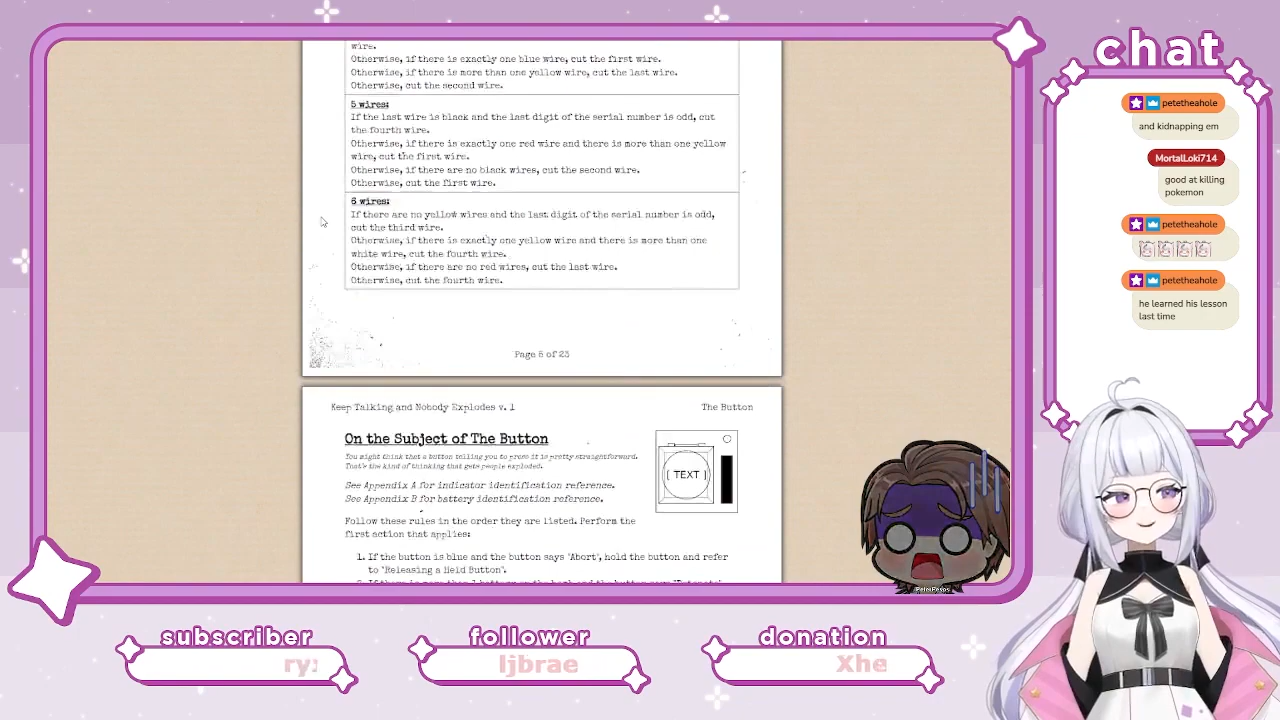 wire.
Otherwise, if there is exactly one blue wire, cut the first wire.
Otherwise, if there is more than one yellow wire, cut the last wire.
Otherwise, cut the second wire.
5 wires:
If the last wire is black and the last digit of the serial number is odd, cut
the fourth wire.
Otherwise, if there is exactly one red wire and there is more than one yellow
wire, cut the first wire.
Otherwise, if there are no black wires, cut the second wire.
Otherwise, cut the first wire.
6 wires:
If there are no yellow wires and the last digit of the serial number is odd,
cut the third wire.
Otherwise, if there is exactly one yellow wire and there is more than one
white wire, cut the fourth wire.
Otherwise, if there are no red wires, cut the last wire.
Otherwise, cut the fourth wire.
Page 5 of 23
Keep Talking and Nobody Explodes v. 1
The Button
On the Subject of The Button
You might think that a button telling you to press it is pretty straightforward.
That's the kind of thinking that gets people exploded.
See Appendix A for indicator identification reference.
See Appendix B for battery identification reference.
[ TEXT ]
Follow these rules in the order they are listed. Perform the
first action that applies:
1. If the button is blue and the button says "Abort", hold the button and refer
to "Releasing a Held Button".
chat
petetheahole
and kidnapping em
MortalLoki714
good at killing
pokemon
petetheahole
petetheahole
he learned his lesson
last time
subscriber
follower
ljbrae
donation
Xhe